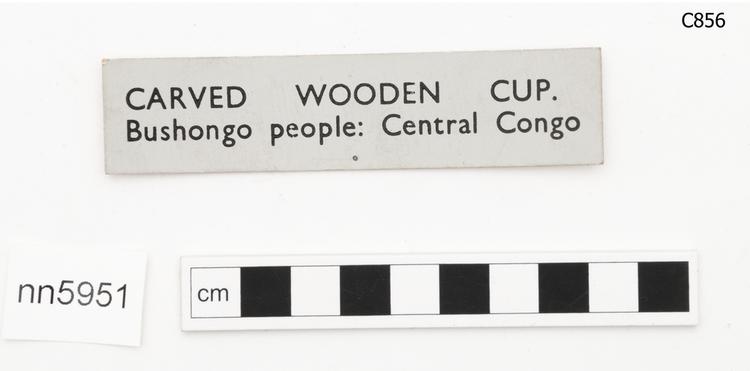 C856
CARVED WOODEN CUP.
Bushongo people: Central Congo
nn5951
cm